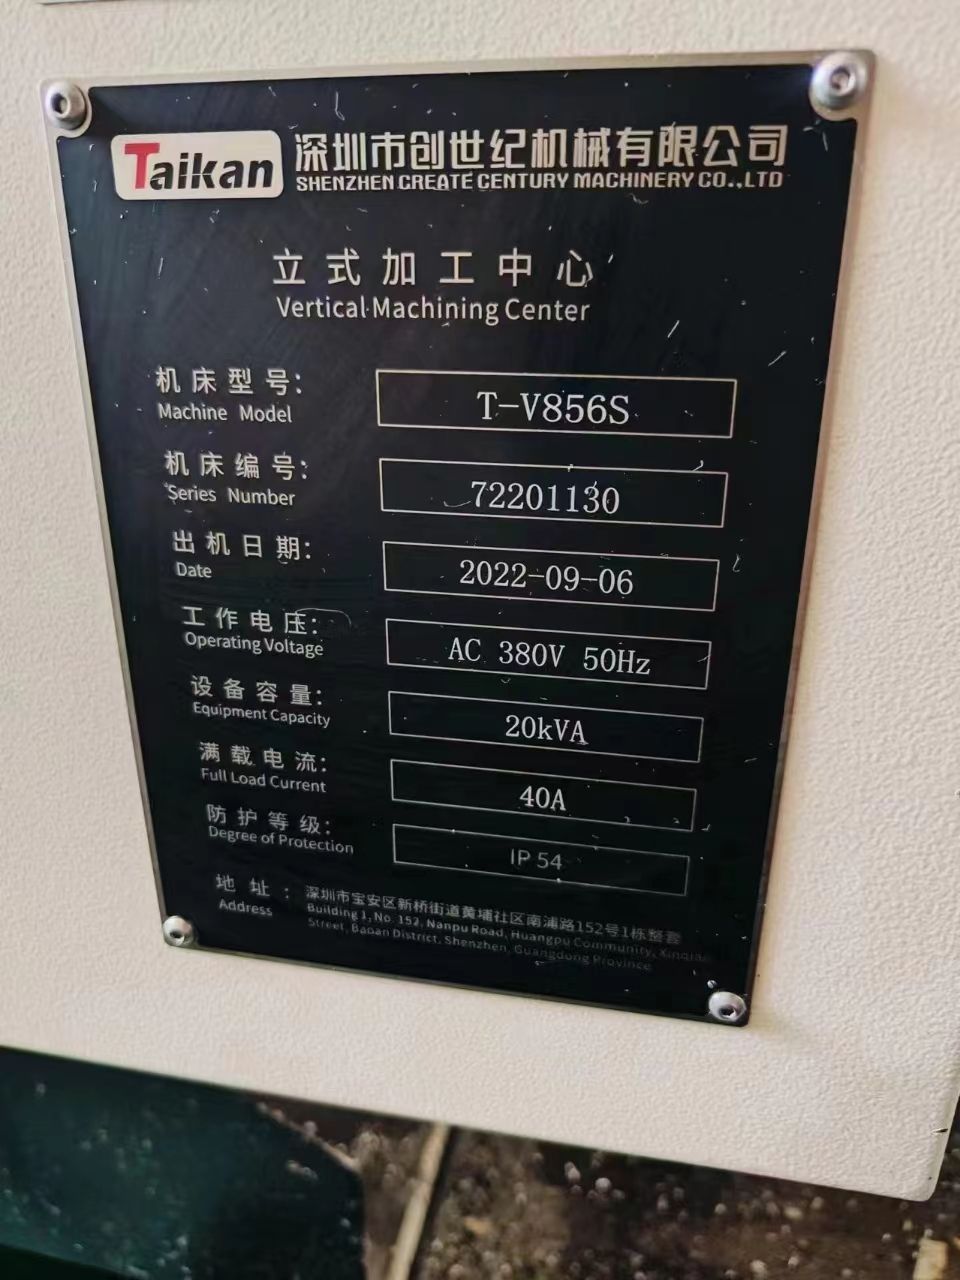 Taikan 深圳市创世纪机械有限公司
SHENZHEN CREATE CENTURY MACHINERY CO.,LTD
立式加工中心
Vertical Machining Center
机床型号: T-V856S
Machine Model
机床编号: 72201130
Series Number
出机日期: 2022-09-06
Date
工作电压: AC 380V 50Hz
Operating Voltage
设备容量: 20kVA
Equipment Capacity
满载电流: 40A
Full Load Current
防护等级: IP 54
Degree of Protection
地址: 深圳市宝安区新桥街道黄埔社区南浦路152号1栋整套
Address Building 1, No. 152, Nanpu Road, Huangpu Community, Xinqiao
Street, Baoan District, Shenzhen, Guangdong Province